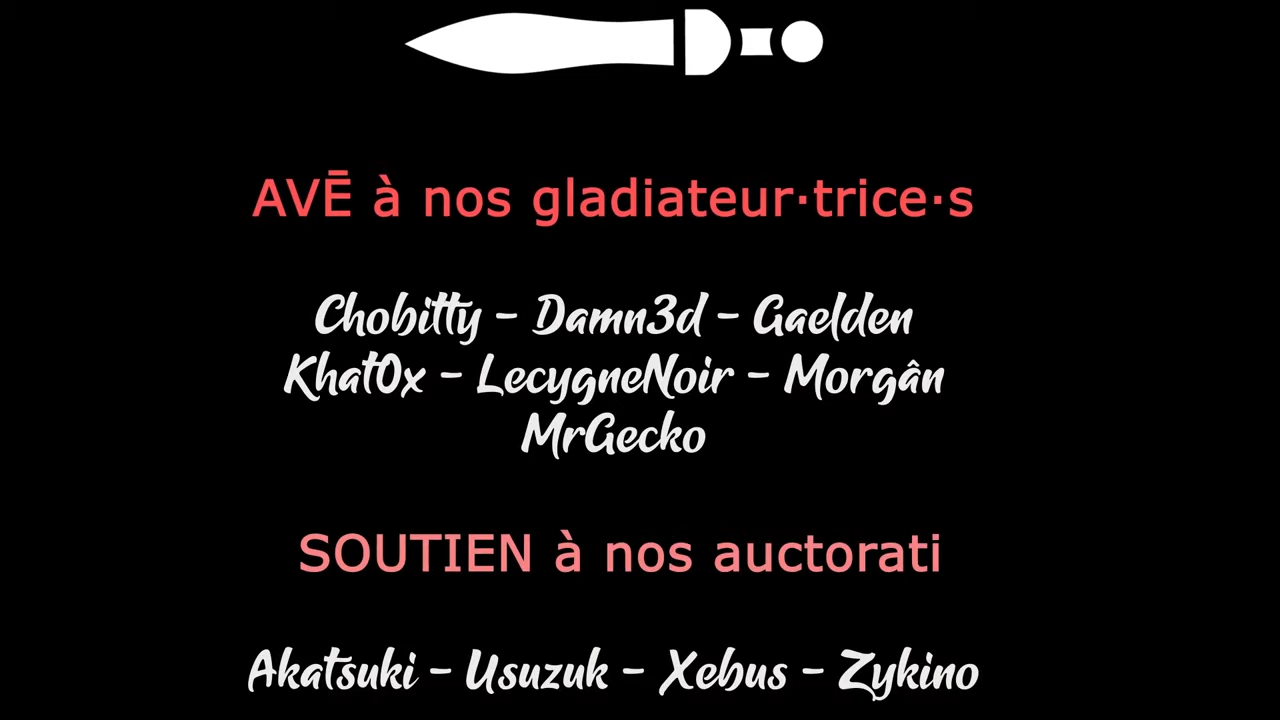 AVĒ à nos gladiateur·trice·s
Chobitty - Damn3d - Gaelden
Khat0x - LecygneNoir - Morgân
MrGecko
SOUTIEN à nos auctorati
Akatsuki - Usuzuk - Xebus - Zykino